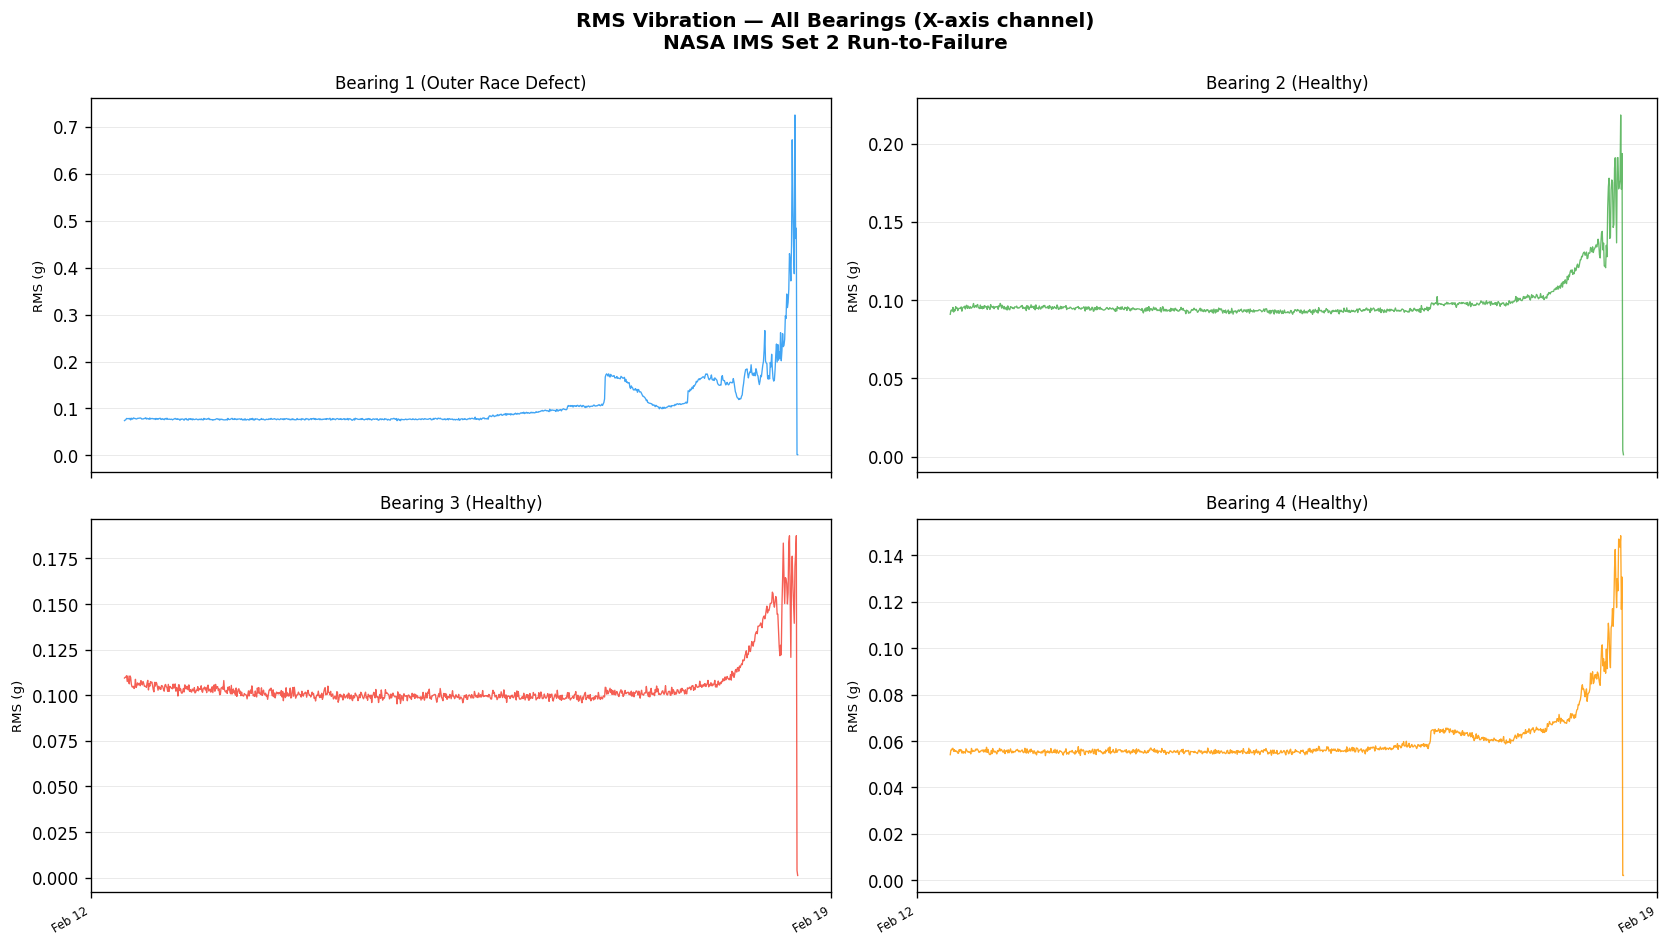 RMS Vibration — All Bearings (X-axis channel)
NASA IMS Set 2 Run-to-Failure
Bearing 1 (Outer Race Defect)
RMS (g)
0.7
0.6
0.5
0.4
0.3
0.2
0.1
0.0
Bearing 2 (Healthy)
RMS (g)
0.20
0.15
0.10
0.05
0.00
Bearing 3 (Healthy)
RMS (g)
0.175
0.150
0.125
0.100
0.075
0.050
0.025
0.000
Feb 12
Feb 19
Bearing 4 (Healthy)
RMS (g)
0.14
0.12
0.10
0.08
0.06
0.04
0.02
0.00
Feb 12
Feb 19